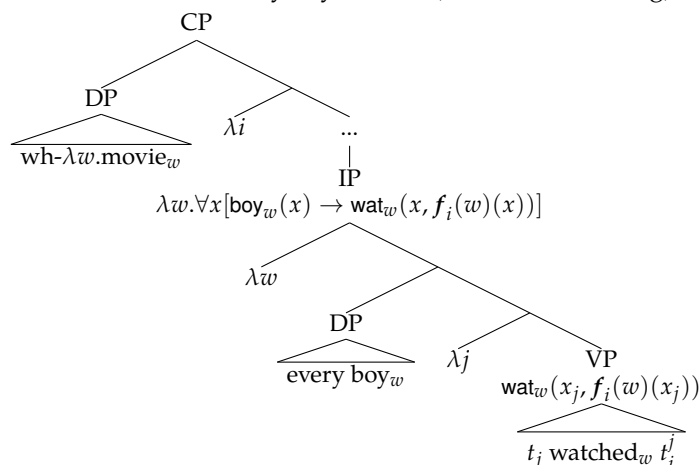 CP
DP
λi
...
wh-λw.movie_w
IP
λw.∀x[boy_w(x) → wat_w(x, f_i(w)(x))]
λw
DP
λj
VP
every boy_w
wat_w(x_j, f_i(w)(x_j))
t_j watched_w t_i^j